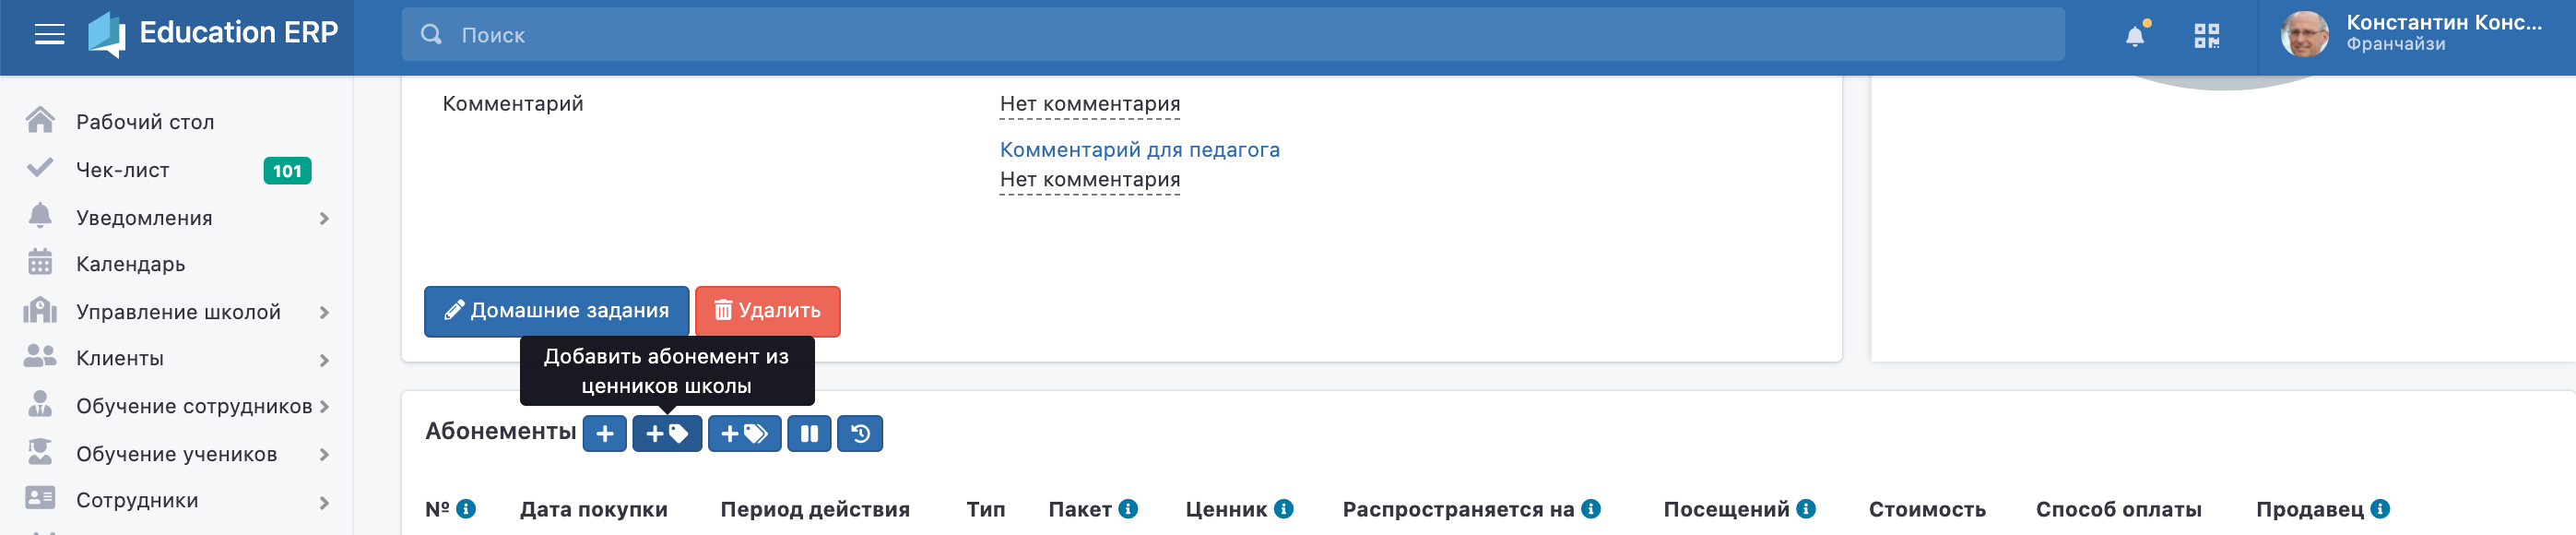 Education ERP
Поиск
Константин Конс...
Франчайзи
Рабочий стол
Чек-лист
101
Уведомления
Календарь
Управление школой
Клиенты
Обучение сотрудников
Обучение учеников
Сотрудники
Комментарий
Нет комментария
Комментарий для педагога
Нет комментария
Домашние задания
Удалить
Добавить абонемент из
ценников школы
Абонементы
№ Дата покупки Период действия Тип Пакет Ценник Распространяется на Посещений Стоимость Способ оплаты Продавец